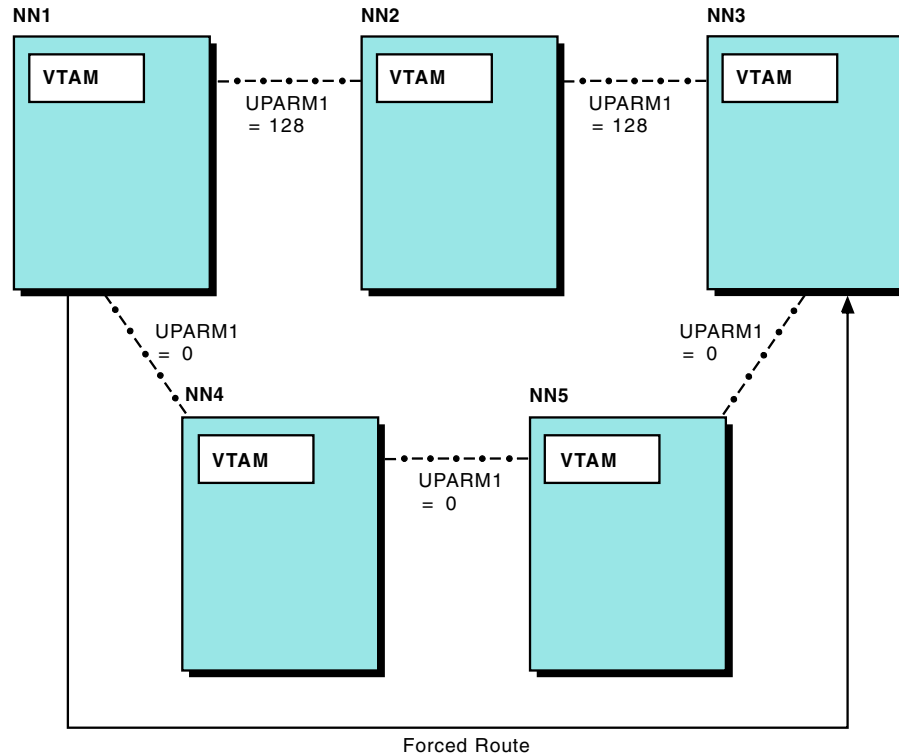 NN1
NN2
NN3
VTAM
VTAM
VTAM
UPARM1
= 128
UPARM1
= 128
UPARM1
= 0
UPARM1
= 0
NN4
NN5
VTAM
VTAM
UPARM1
= 0
Forced Route